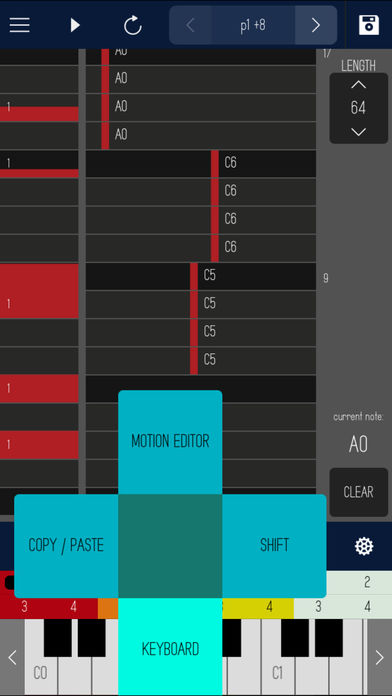 p1 +8
A0
17
LENGTH
A0
64
1
A0
A0
1
C6
C6
C6
C6
C5
9
1
C5
C5
C5
1
current note:
MOTION EDITOR
1
A0
CLEAR
COPY / PASTE
SHIFT
2
3
4
4
3
4
KEYBOARD
C0
C1